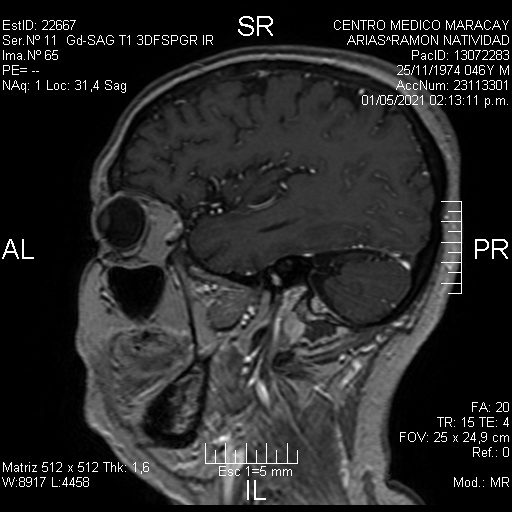 EstID: 22667
Ser.Nº 11 Gd-SAG T1 3DFSPGR IR
Ima.Nº 65
PE= --
NAq: 1 Loc: 31,4 Sag
SR
CENTRO MEDICO MARACAY
ARIAS^RAMON NATIVIDAD
PacID: 13072283
25/11/1974 046Y M
AccNum: 23113301
01/05/2021 02:13:11 p.m.
AL
PR
FA: 20
TR: 15 TE: 4
FOV: 25 x 24,9 cm
Ref.: 0
Mod.: MR
Esc 1=5 mm
IL
Matriz 512 x 512 Thk: 1,6
W:8917 L:4458